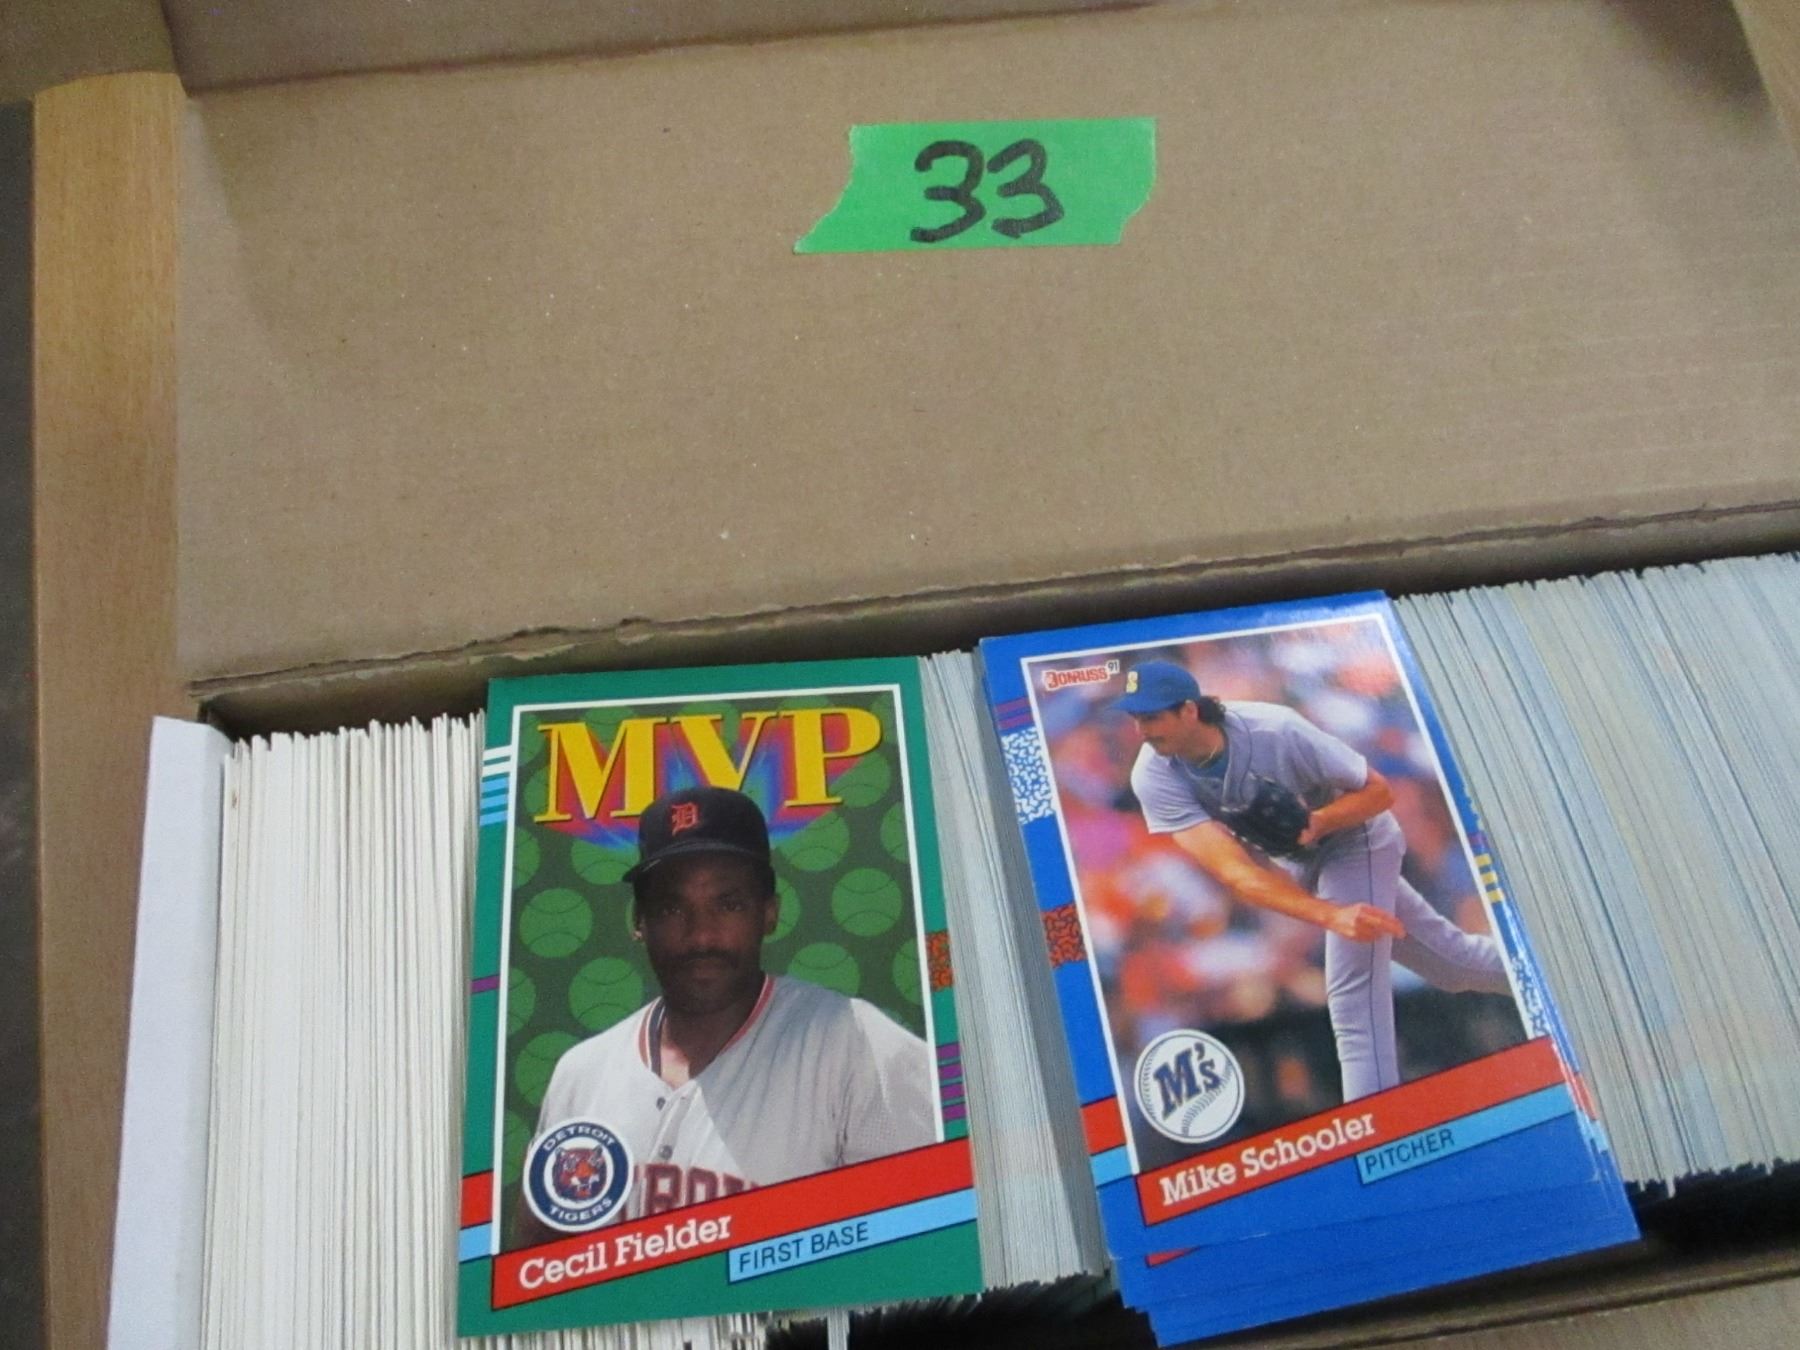 33
MVP
D
DETROIT
TIGERS
Cecil Fielder
FIRST BASE
DONRUSS 91
S
M's
Mike Schooler
PITCHER